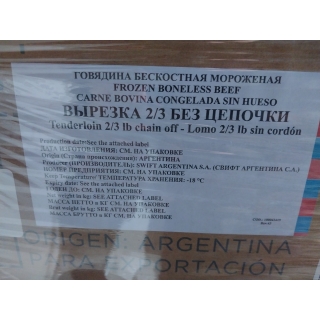 ГОВЯДИНА БЕСКОСТНАЯ МОРОЖЕНАЯ
FROZEN BONELESS BEEF
CARNE BOVINA CONGELADA SIN HUESO
ВЫРЕЗКА 2/3 БЕЗ ЦЕПОЧКИ
Tenderloin 2/3 lb chain off - Lomo 2/3 lb sin cordón
Production date: See the attached label
ДАТА ИЗГОТОВЛЕНИЯ: СМ. НА УПАКОВКЕ
Origin (Страна происхождения): АРГЕНТИНА
Producer (ПРОИЗВОДИТЕЛЬ): SWIFT ARGENTINA S.A. (СВИФТ АРГЕНТИНА С.А.)
НОМЕР ПРЕДПРИЯТИЯ: СМ. НА УПАКОВКЕ
Keep Temperature/ ТЕМПЕРАТУРА ХРАНЕНИЯ: -18 °C
Expiry date: See the attached label
ГОДЕН ДО: СМ. НА УПАКОВКЕ
Net weight in kg: SEE ATTACHED LABEL
МАССА НЕТТО в КГ СМ. НА УПАКОВКЕ
weight in kg: SEE ATTACHED LABEL
МАССА БРУТТО в КГ: СМ. НА УПАКОВКЕ
ORIGEN ARGENTINA
PARA EXPORTACIÓN